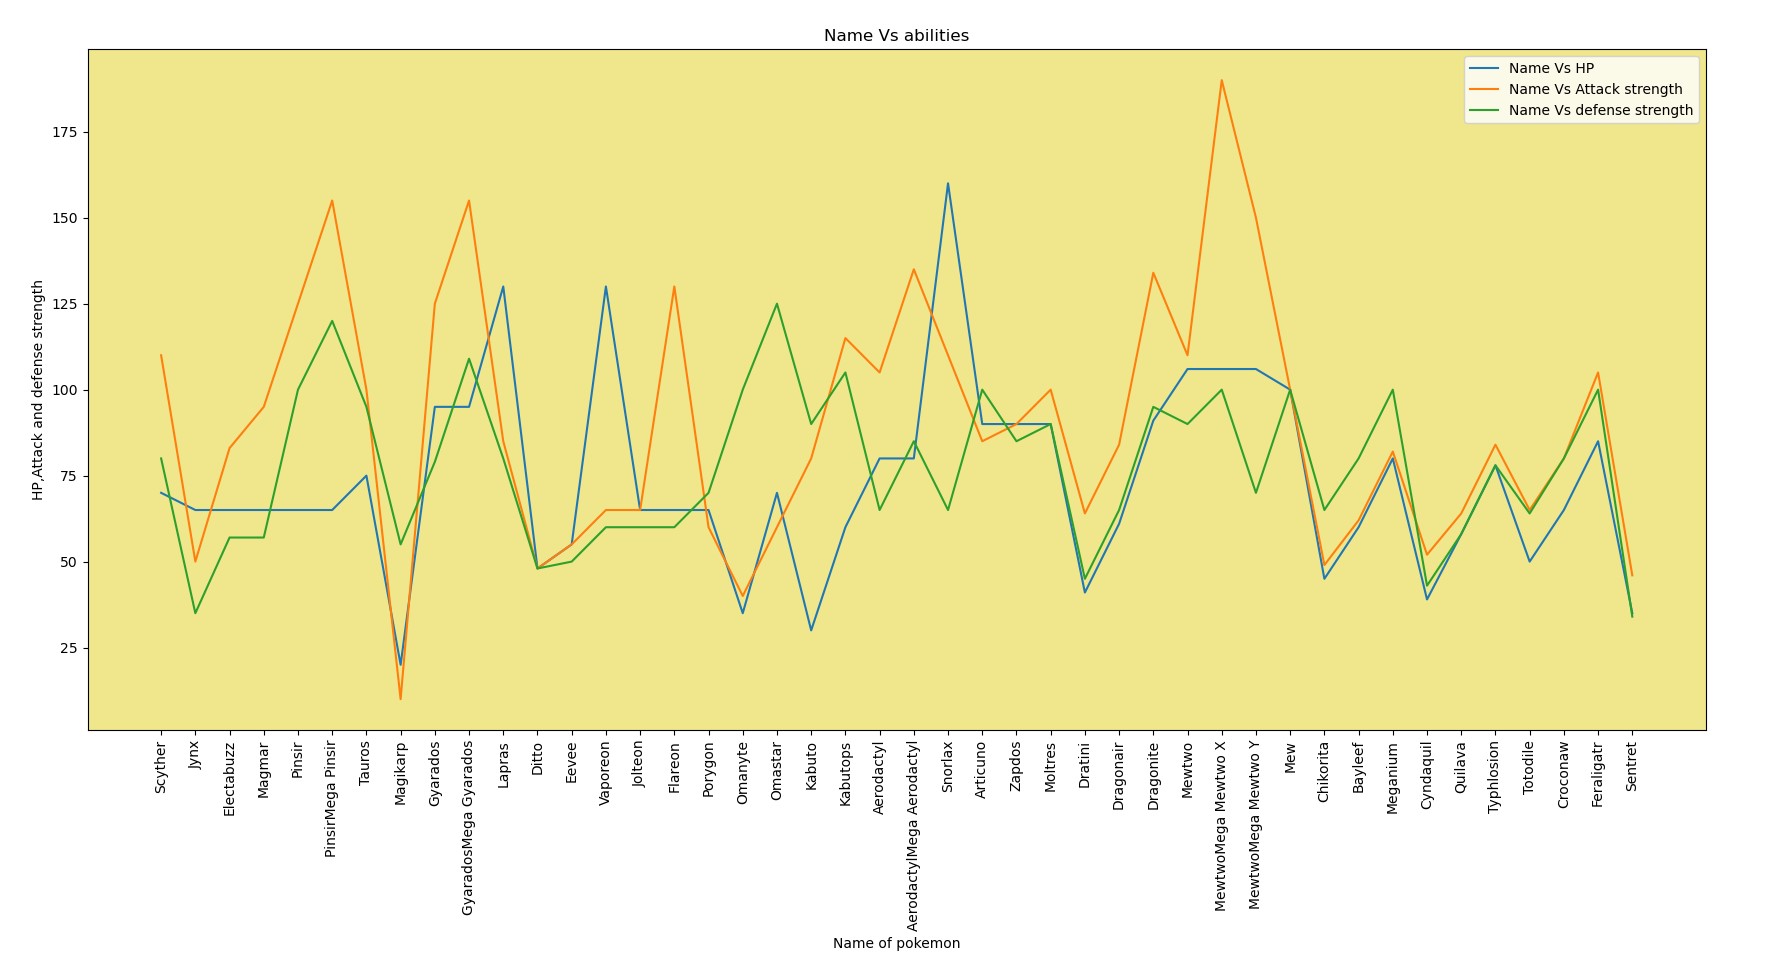 Name Vs abilities
Name Vs HP
Name Vs Attack strength
Name Vs defense strength
HP,Attack and defense strength
175
150
125
100
75
50
25
Scyther
Jynx
Electabuzz
Magmar
Pinsir
PinsirMega Pinsir
Tauros
Magikarp
Gyarados
GyaradosMega Gyarados
Lapras
Ditto
Eevee
Vaporeon
Jolteon
Flareon
Porygon
Omanyte
Omastar
Kabuto
Kabutops
Aerodactyl
AerodactylMega Aerodactyl
Snorlax
Articuno
Zapdos
Moltres
Dratini
Dragonair
Dragonite
Mewtwo
MewtwoMega Mewtwo X
MewtwoMega Mewtwo Y
Mew
Chikorita
Bayleef
Meganium
Cyndaquil
Quilava
Typhlosion
Totodile
Croconaw
Feraligatr
Sentret
Name of pokemon